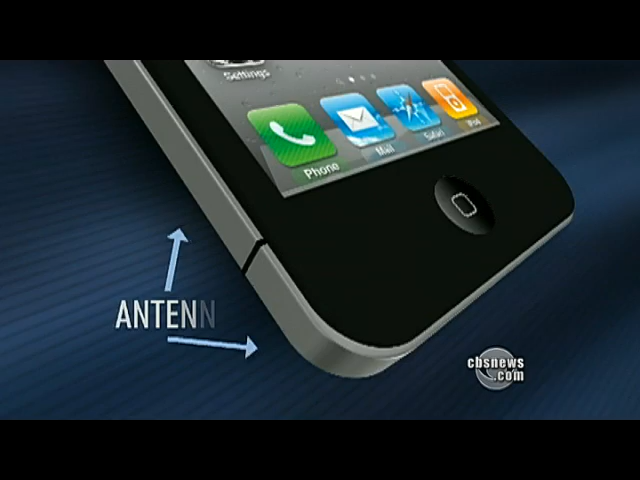 Settings
Phone
Mail
Safari
iPod
ANTENN
cbsnews
.com